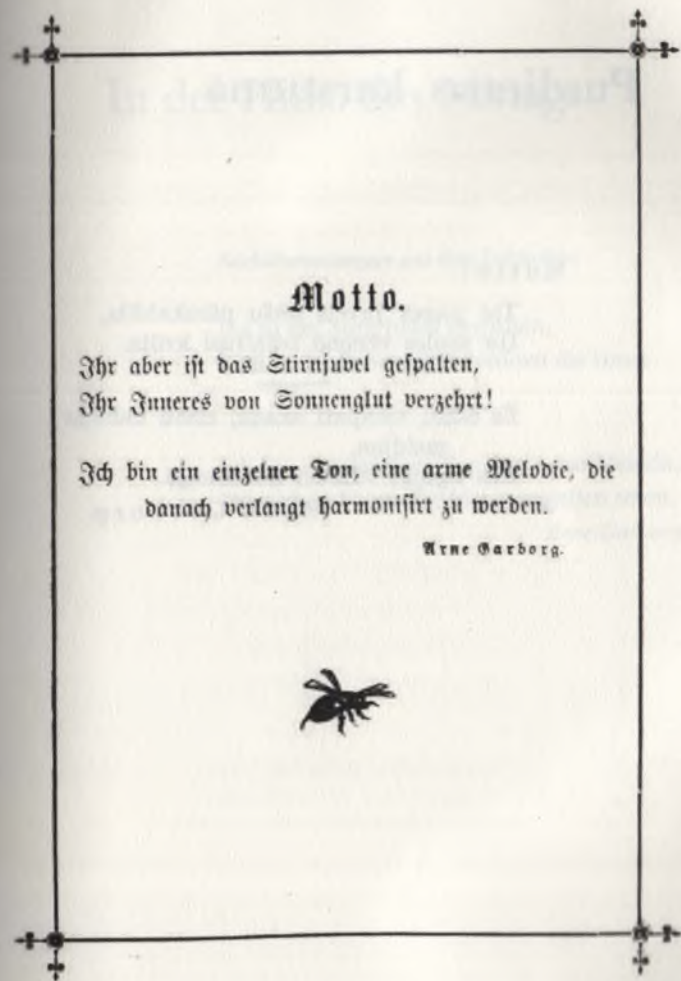 Motto.
Ihr aber ist das Stirnjuvel gespalten,
Ihr Inneres von Sonnenglut verzehrt!
Ich bin ein einzelner Ton, eine arme Melodie, die
danach verlangt harmonisirt zu werden.
Arne Garborg.